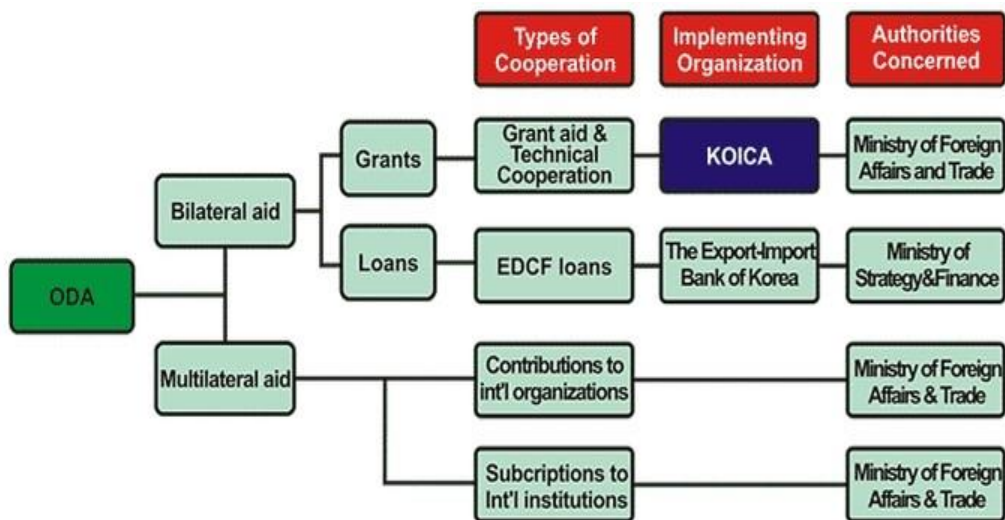 Types of
Cooperation
Implementing
Organization
Authorities
Concerned
Grants
Grant aid &
Technical
Cooperation
KOICA
Ministry of Foreign
Affairs and Trade
Bilateral aid
Loans
EDCF loans
The Export-Import
Bank of Korea
Ministry of
Strategy&Finance
ODA
Multilateral aid
Contributions to
int'l organizations
Ministry of Foreign
Affairs & Trade
Subcriptions to
Int'l institutions
Ministry of Foreign
Affairs & Trade